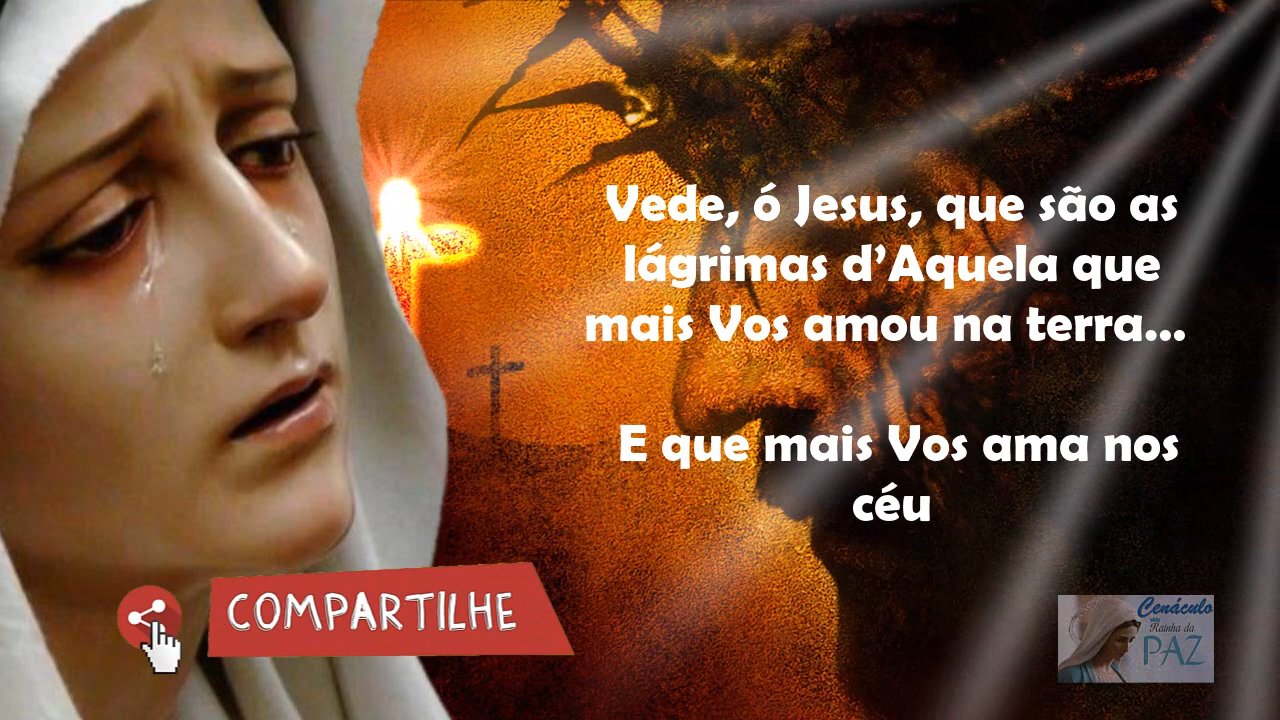 Vede, ó Jesus, que são as
lágrimas d’Aquela que
mais Vos amou na terra...
E que mais Vos ama nos
céu
COMPARTILHE
Cenáculo
Rainha da
PAZ